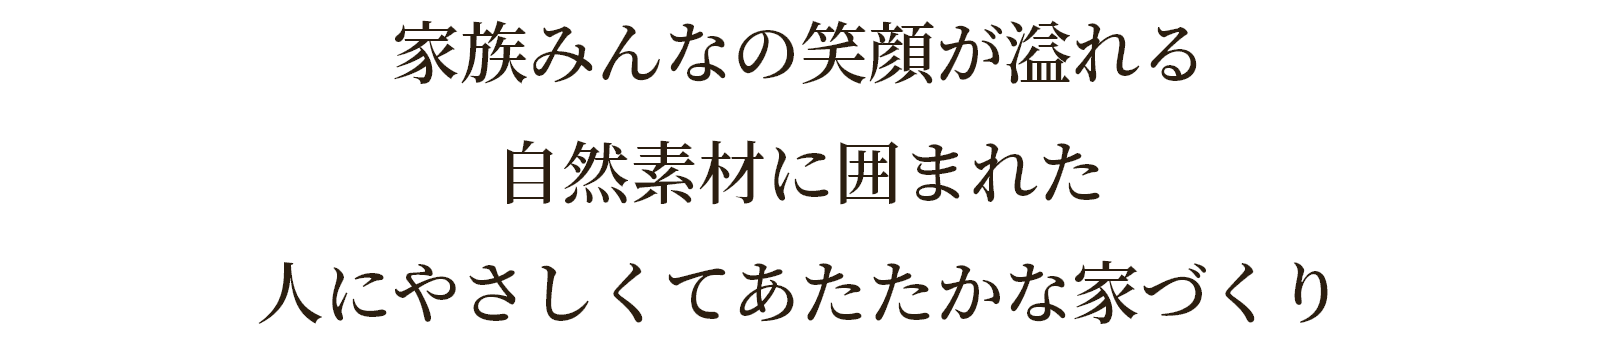 家族みんなの笑顔が溢れる
自然素材に囲まれた
人にやさしくてあたたかな家づくり